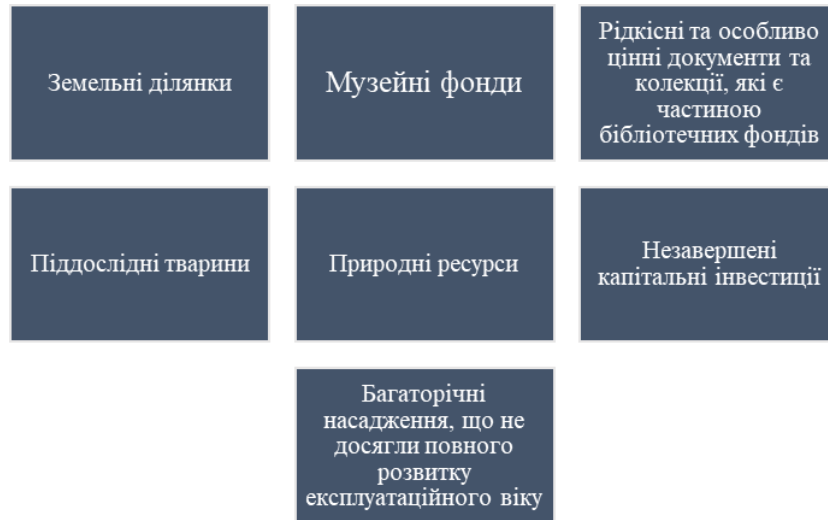 Земельні ділянки
Музейні фонди
Рідкісні та особливо
цінні документи та
колекції, які є
частиною
бібліотечних фондів
Піддослідні тварини
Природні ресурси
Незавершені
капітальні інвестиції
Багаторічні
насадження, що не
досягли повного
розвитку
експлуатаційного віку